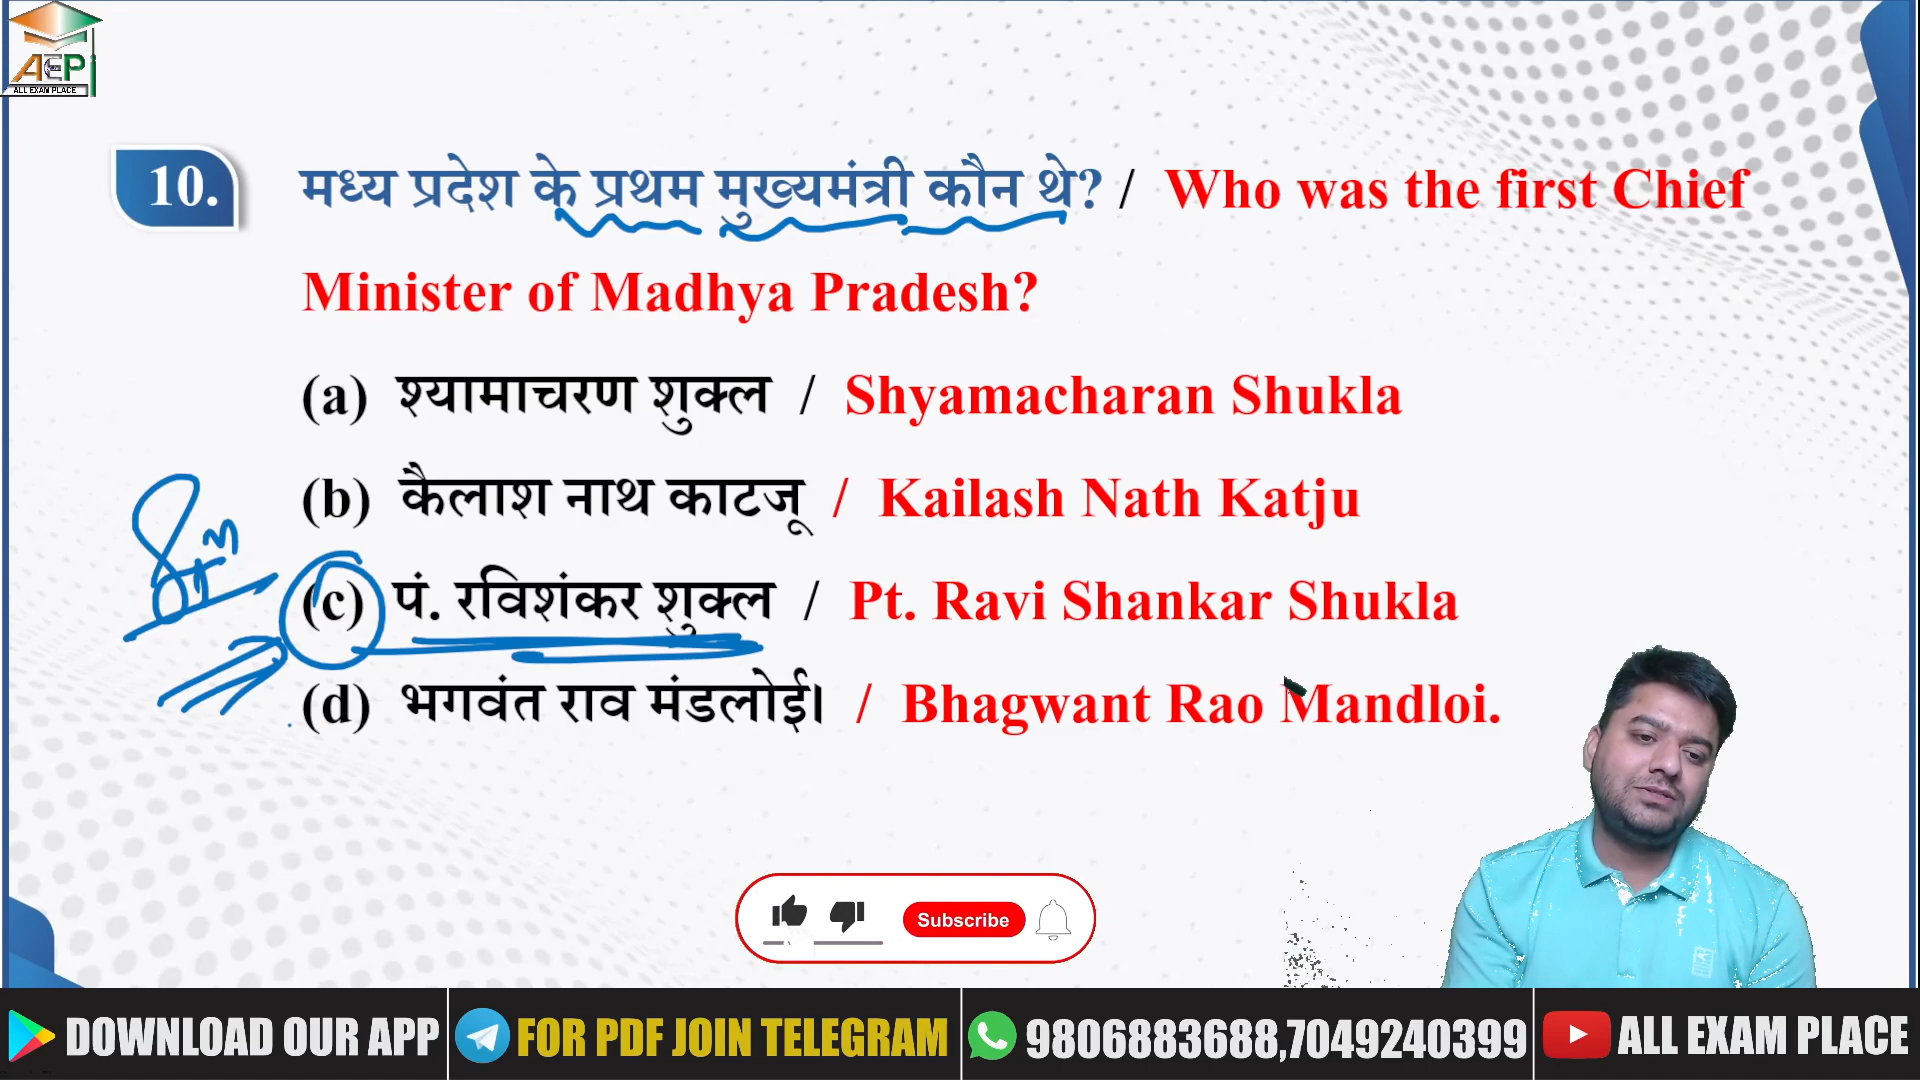 AEP
ALL EXAM PLACE
10. मध्य प्रदेश के प्रथम मुख्यमंत्री कौन थे? / Who was the first Chief
Minister of Madhya Pradesh?
(a) श्यामाचरण शुक्ल / Shyamacharan Shukla
(b) कैलाश नाथ काटजू / Kailash Nath Katju
(c) पं. रविशंकर शुक्ल / Pt. Ravi Shankar Shukla
(d) भगवंत राव मंडलोई। / Bhagwant Rao Mandloi.
Subscribe
DOWNLOAD OUR APP
FOR PDF JOIN TELEGRAM
9806883688,7049240399
ALL EXAM PLACE